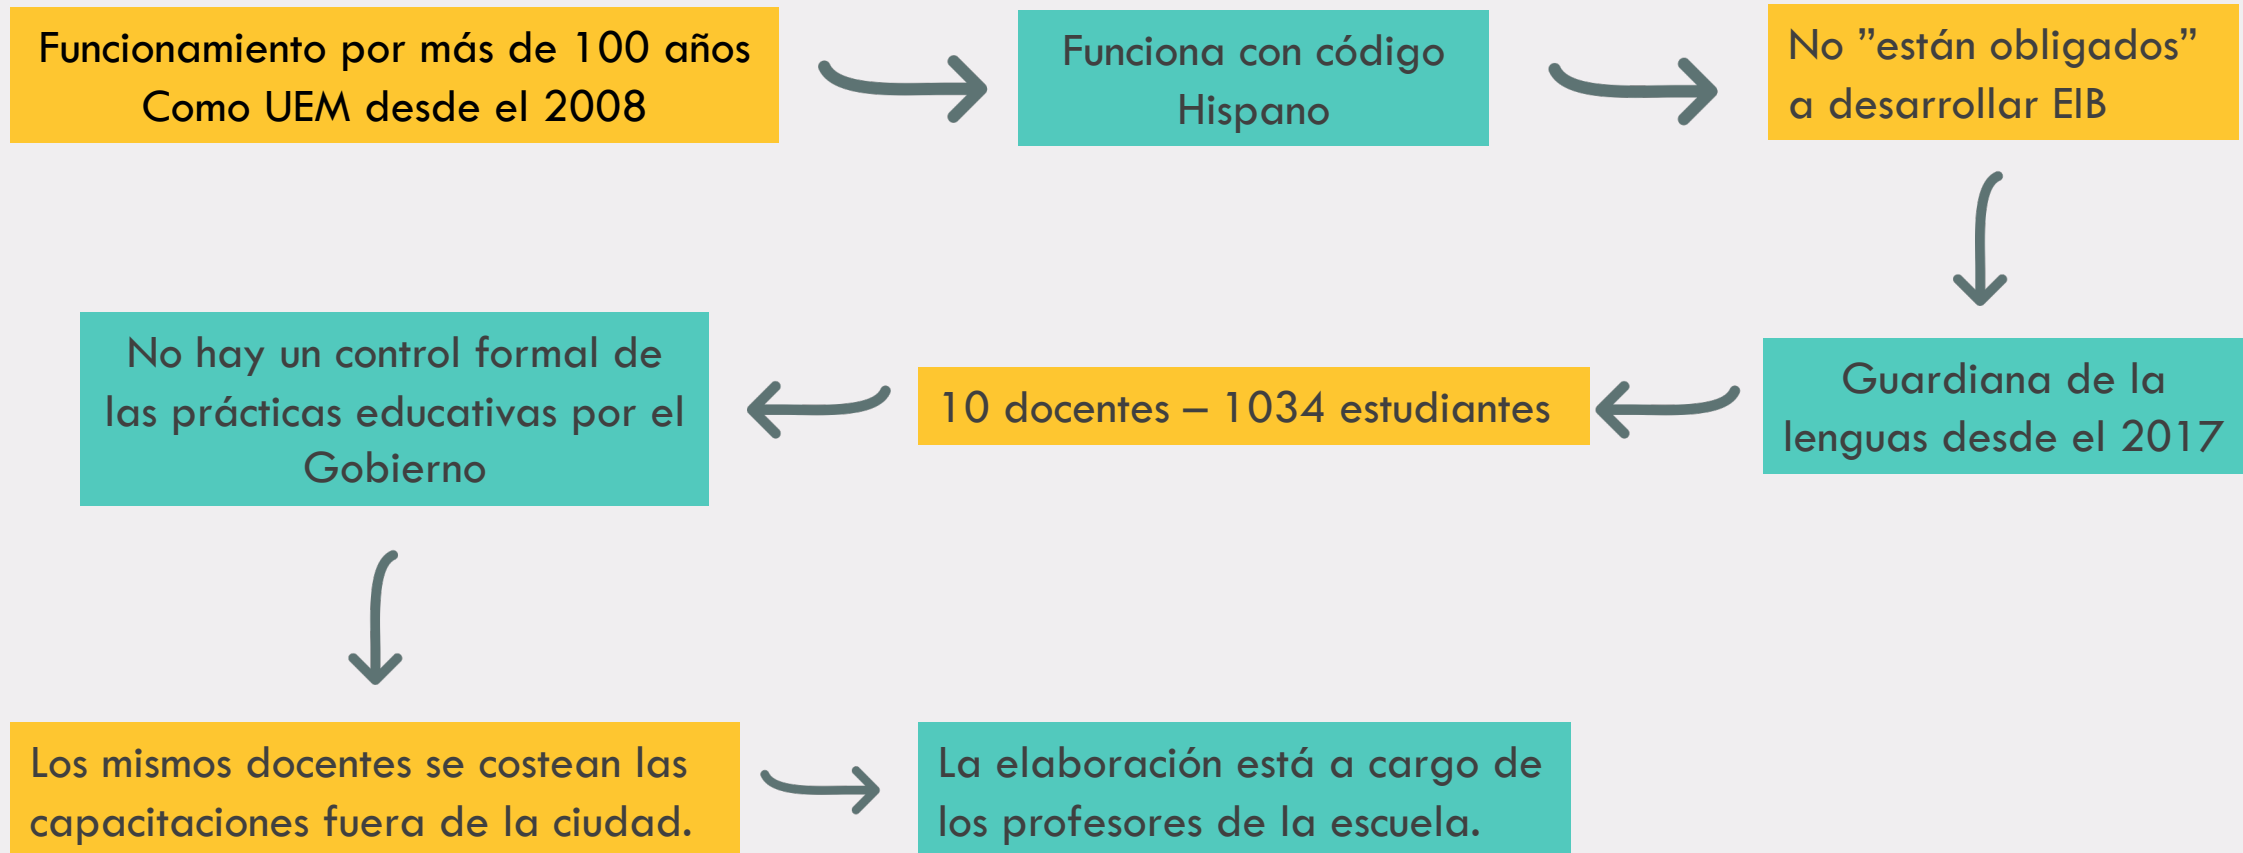 Funcionamiento por más de 100 años
Como UEM desde el 2008
Funciona con código
Hispano
No ”están obligados”
a desarrollar EIB
Guardiana de la
lenguas desde el 2017
10 docentes – 1034 estudiantes
No hay un control formal de
las prácticas educativas por el
Gobierno
Los mismos docentes se costean las
capacitaciones fuera de la ciudad.
La elaboración está a cargo de
los profesores de la escuela.